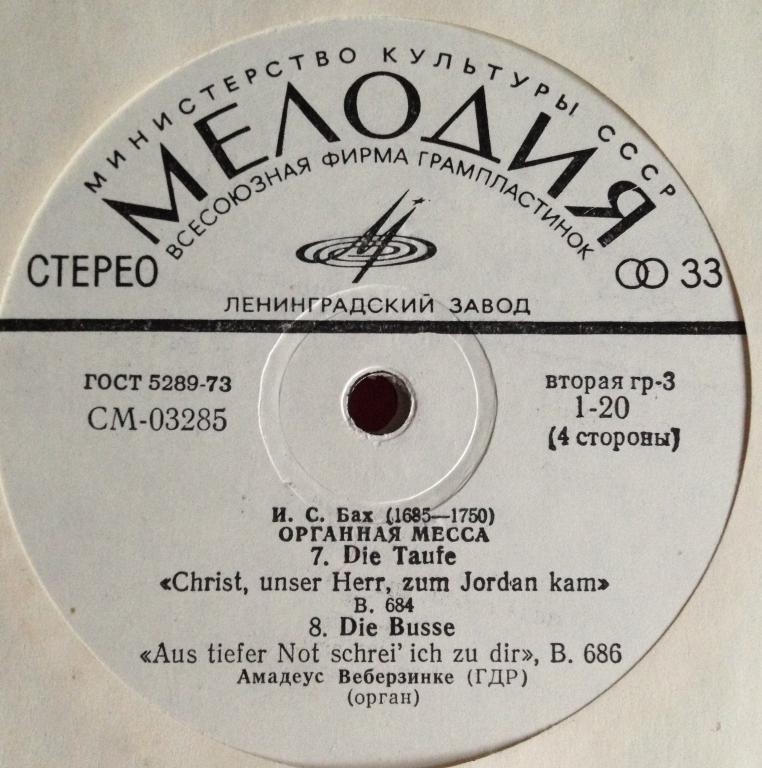 МИНИСТЕРСТВО КУЛЬТУРЫ СССР
МЕЛОДИЯ
ВСЕСОЮЗНАЯ ФИРМА ГРАМПЛАСТИНОК
СТЕРЕО
33
ЛЕНИНГРАДСКИЙ ЗАВОД
ГОСТ 5289-73
СМ-03285
вторая гр-3
1-20
(4 стороны)
И. С. Бах (1685—1750)
ОРГАННАЯ МЕССА
7. Die Taufe
«Christ, unser Herr, zum Jordan kam»
В. 684
8. Die Busse
«Aus tiefer Not schrei' ich zu dir», В. 686
Амадеус Веберзинке (ГДР)
(орган)